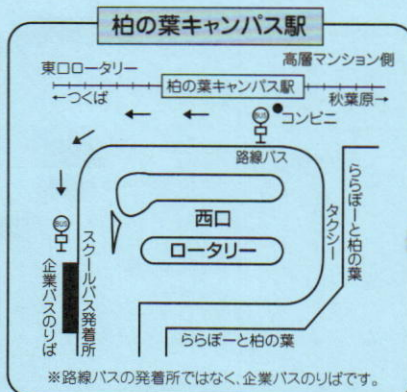 柏の葉キャンパス駅
高層マンション側
東口ロータリー
柏の葉キャンパス駅
←つくば
秋葉原→
コンビニ
BUS
路線バス
ららぽーと柏の葉
タクシー
西口
ロータリー
BUS
スクールバス発着所
企業バスのりば
ららぽーと柏の葉
※路線バスの発着所ではなく、企業バスのりばです。